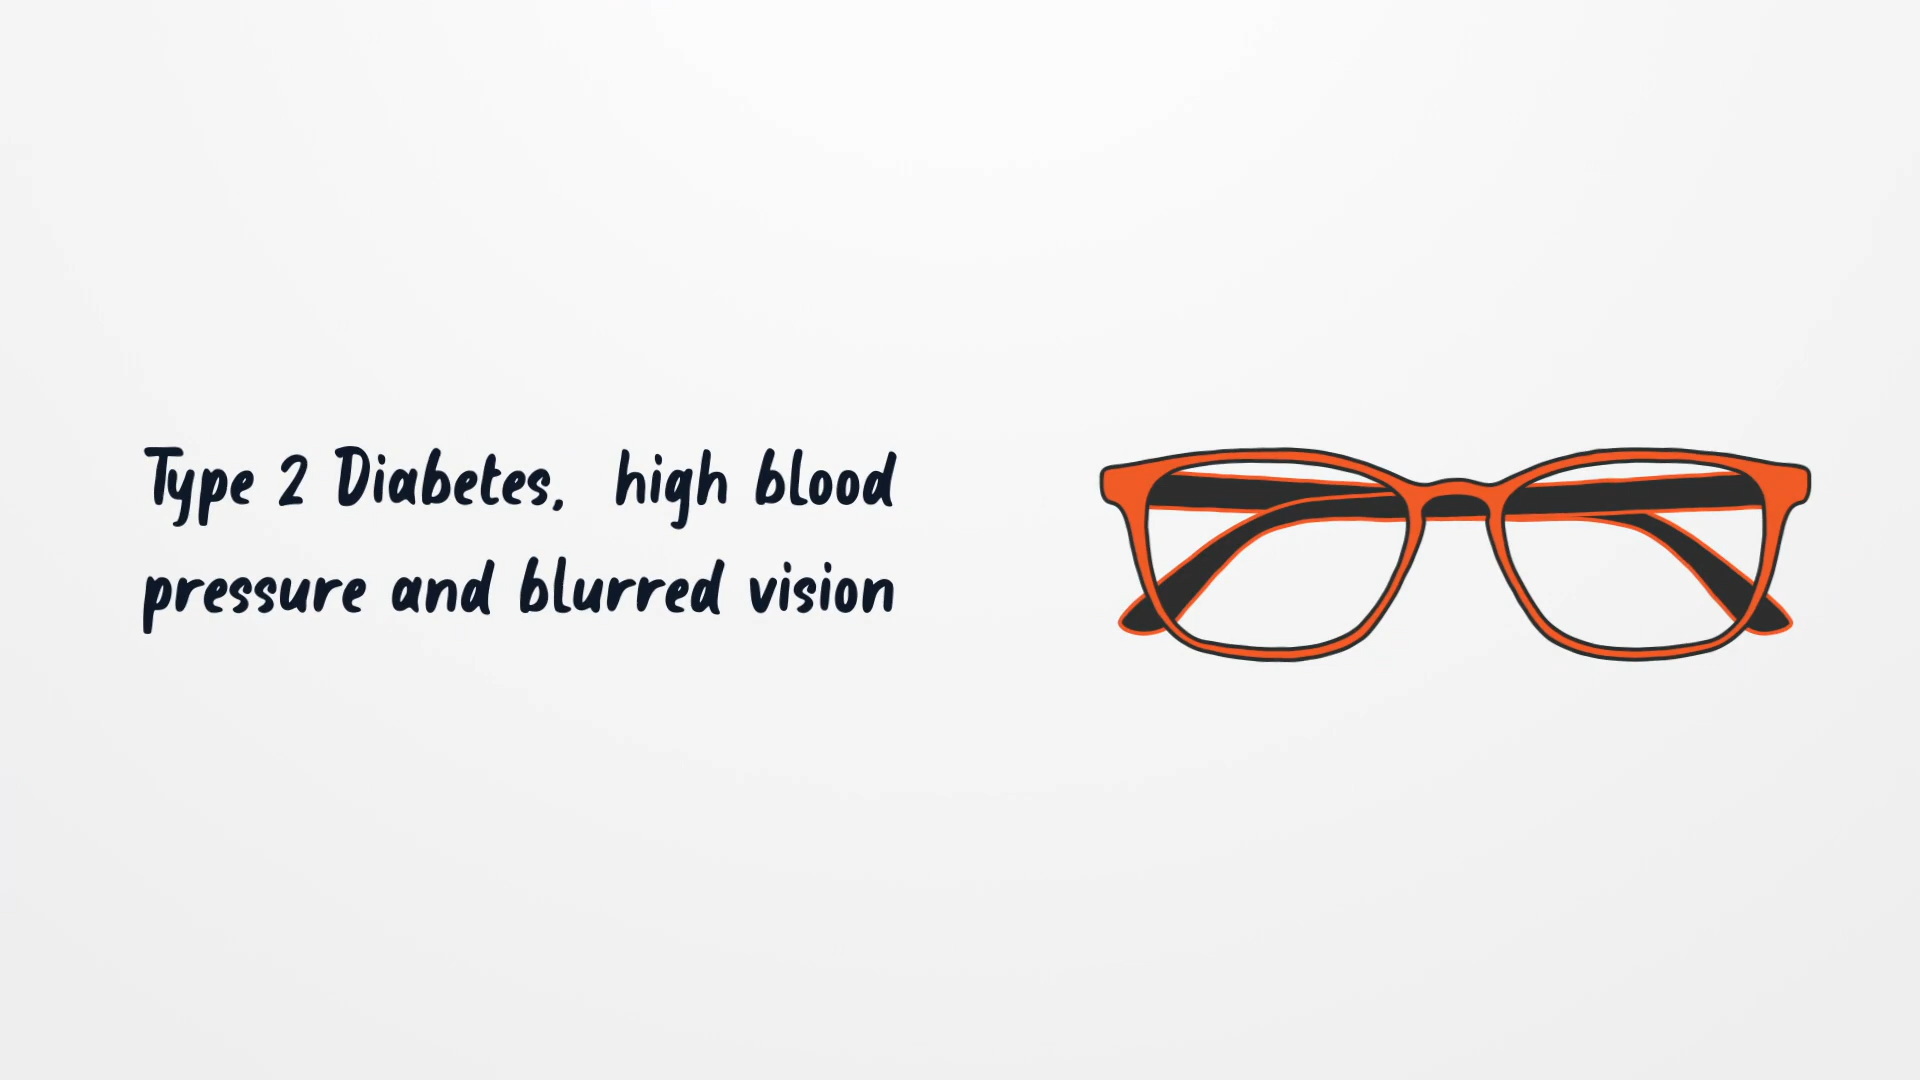 Type 2 Diabetes,  high blood
pressure and blurred vision